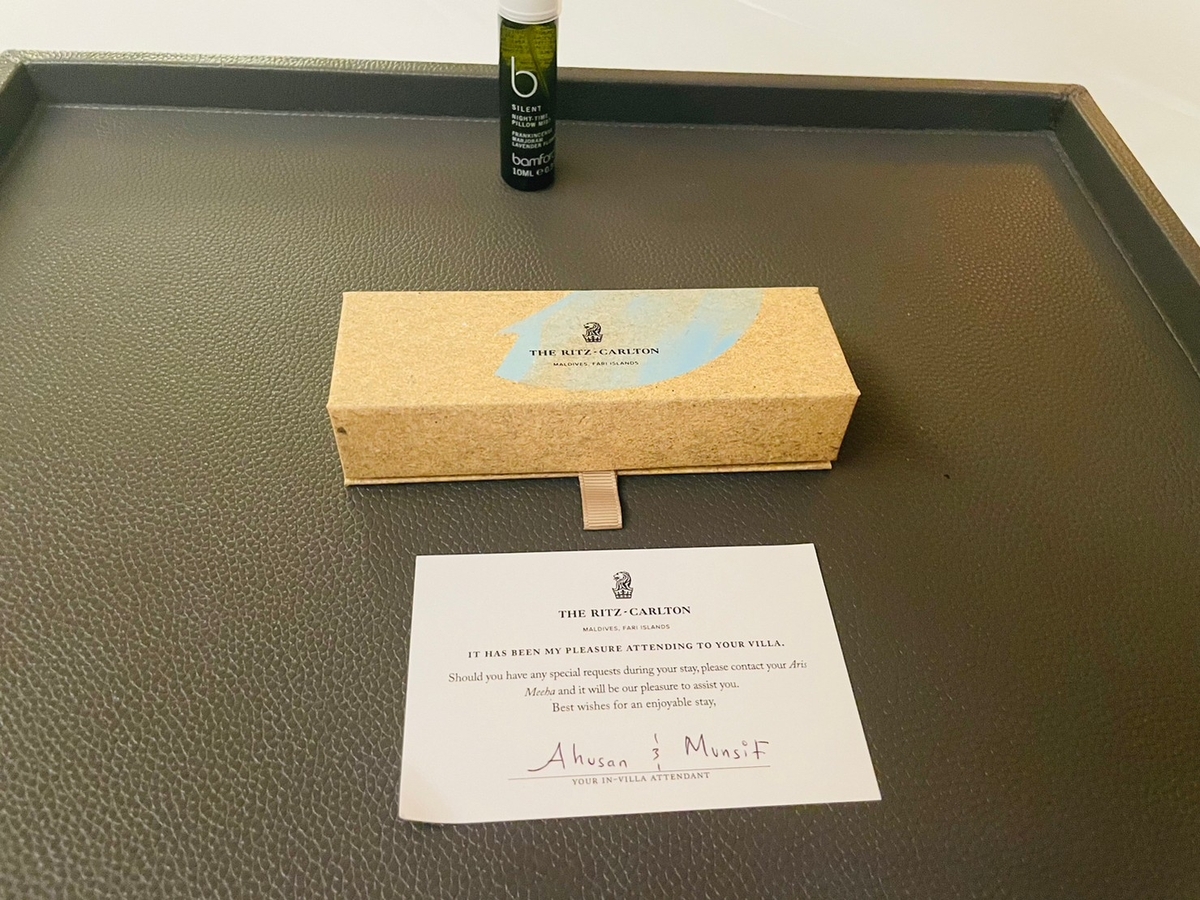 b
SILENT
NIGHT-TIME
PILLOW MIST
MARJORAM
LAVENDER
10ML
THE RITZ-CARLTON
MALDIVES, FARI ISLANDS
THE RITZ-CARLTON
MALDIVES, FARI ISLANDS
IT HAS BEEN MY PLEASURE ATTENDING TO YOUR VILLA.
Should you have any special requests during your stay, please contact your Aris
Meeha and it will be our pleasure to assist you.
Best wishes for an enjoyable stay,
Ahusan & Munsif
YOUR IN-VILLA ATTENDANT